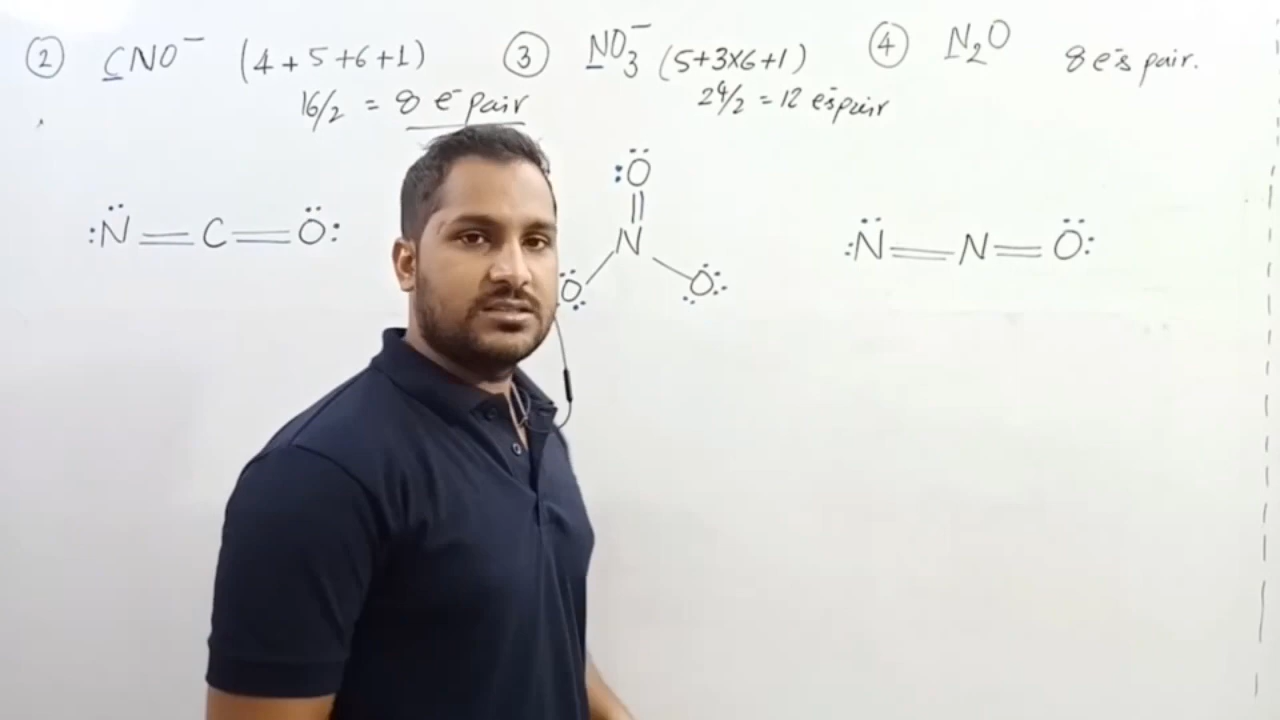 ② CNO⁻ (4+5+6+1)
16/2 = 8 e⁻ pair
:N̈ = C = Ö:
③ NO₃⁻ (5+3×6+1)
24/2 = 12 e⁻s pair
:Ö
||
N
Ö: Ö:
④ N₂O 8 e⁻s pair.
:N̈ = N = Ö: